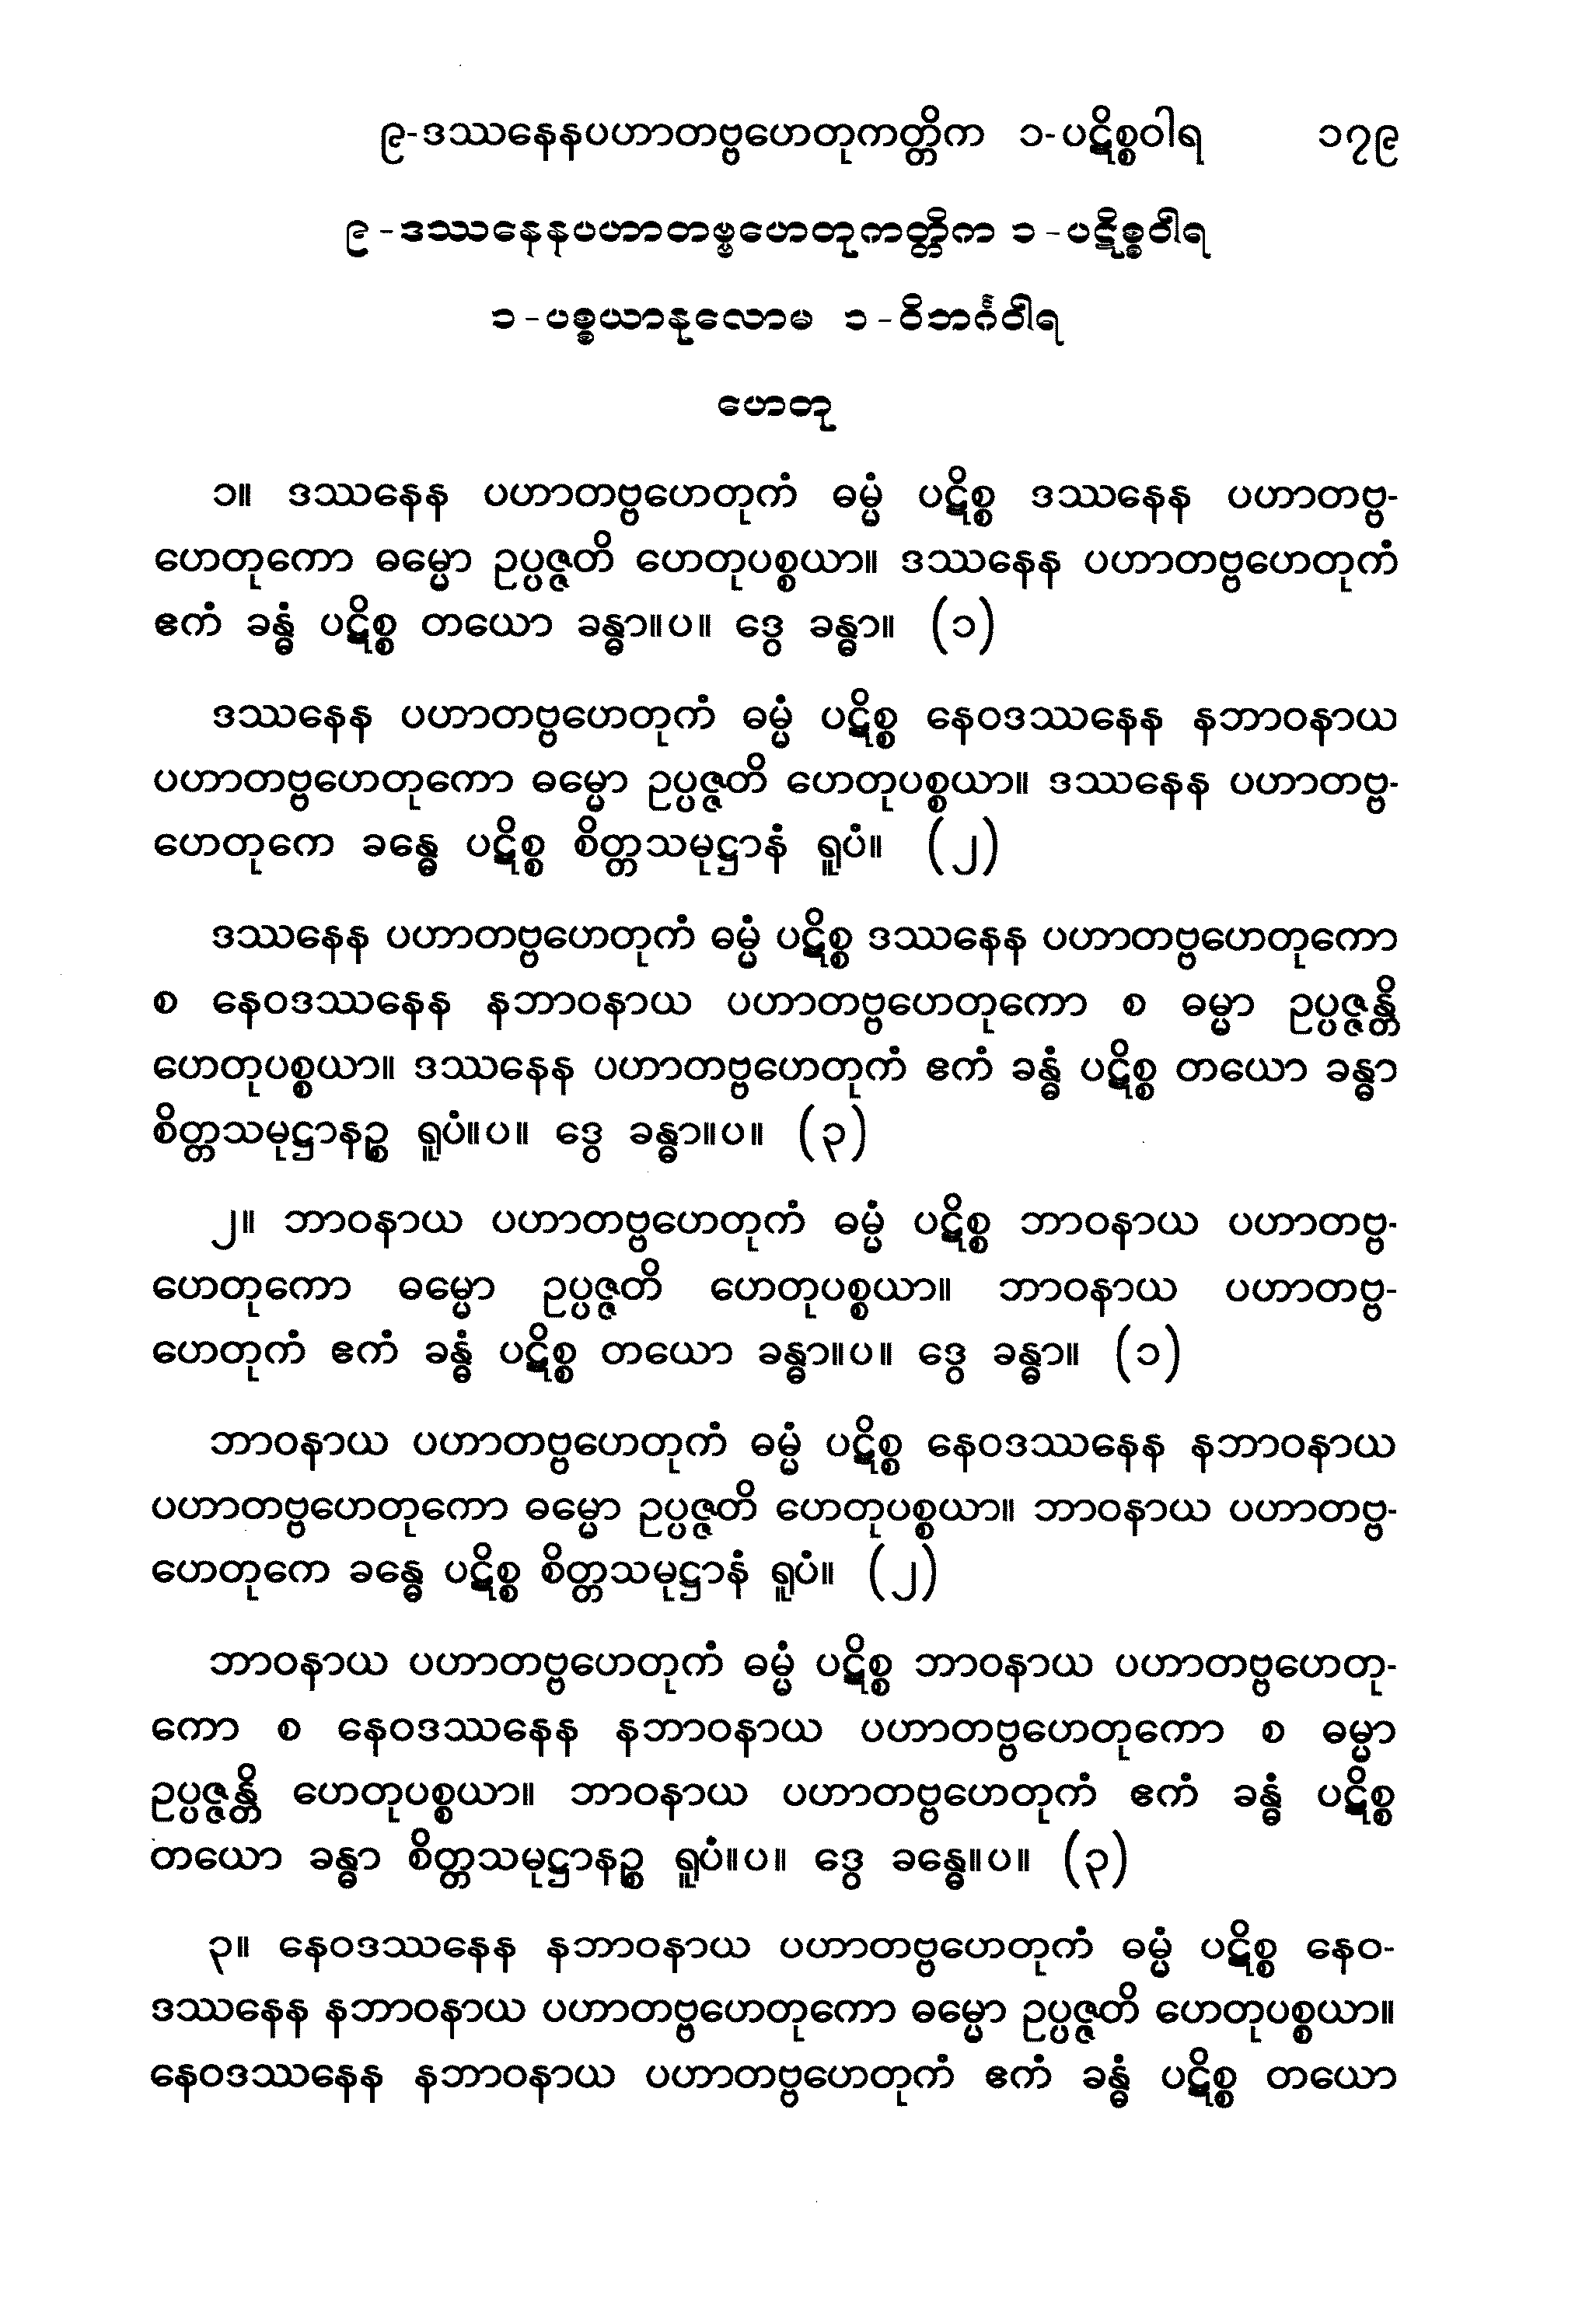 ၉-ဒဿနေနပဟာတဗ္ဗဟေတုကတ္တိက ၁-ပဋိစ္စဝါရ ၁၇၉
၉-ဒဿနေနပဟာတဗ္ဗဟေတုကတ္တိက ၁-ပဋိစ္စဝါရ
၁-ပစ္စယာနုလောမ ၁-ဝိဘင်္ဂဝါရ
ဟေတု
၁။ ဒဿနေန ပဟာတဗ္ဗဟေတုကံ ဓမ္မံ ပဋိစ္စ ဒဿနေန ပဟာတဗ္ဗ-
ဟေတုကော ဓမ္မော ဥပ္ပဇ္ဇတိ ဟေတုပစ္စယာ။ ဒဿနေန ပဟာတဗ္ဗဟေတုကံ
ဧကံ ခန္ဓံ ပဋိစ္စ တယော ခန္ဓာ။ပ။ ဒွေ ခန္ဓာ။ (၁)
ဒဿနေန ပဟာတဗ္ဗဟေတုကံ ဓမ္မံ ပဋိစ္စ နေဝဒဿနေန နဘာဝနာယ
ပဟာတဗ္ဗဟေတုကော ဓမ္မော ဥပ္ပဇ္ဇတိ ဟေတုပစ္စယာ။ ဒဿနေန ပဟာတဗ္ဗ-
ဟေတုကေ ခန္ဓေ ပဋိစ္စ စိတ္တသမုဋ္ဌာနံ ရူပံ။ (၂)
ဒဿနေန ပဟာတဗ္ဗဟေတုကံ ဓမ္မံ ပဋိစ္စ ဒဿနေန ပဟာတဗ္ဗဟေတုကော
စ နေဝဒဿနေန နဘာဝနာယ ပဟာတဗ္ဗဟေတုကော စ ဓမ္မာ ဥပ္ပဇ္ဇန္တိ
ဟေတုပစ္စယာ။ ဒဿနေန ပဟာတဗ္ဗဟေတုကံ ဧကံ ခန္ဓံ ပဋိစ္စ တယော ခန္ဓာ
စိတ္တသမုဋ္ဌာနဉ္စ ရူပံ။ပ။ ဒွေ ခန္ဓာ။ပ။ (၃)
၂။ ဘာဝနာယ ပဟာတဗ္ဗဟေတုကံ ဓမ္မံ ပဋိစ္စ ဘာဝနာယ ပဟာတဗ္ဗ-
ဟေတုကော ဓမ္မော ဥပ္ပဇ္ဇတိ ဟေတုပစ္စယာ။ ဘာဝနာယ ပဟာတဗ္ဗ-
ဟေတုကံ ဧကံ ခန္ဓံ ပဋိစ္စ တယော ခန္ဓာ။ပ။ ဒွေ ခန္ဓာ။ (၁)
ဘာဝနာယ ပဟာတဗ္ဗဟေတုကံ ဓမ္မံ ပဋိစ္စ နေဝဒဿနေန နဘာဝနာယ
ပဟာတဗ္ဗဟေတုကော ဓမ္မော ဥပ္ပဇ္ဇတိ ဟေတုပစ္စယာ။ ဘာဝနာယ ပဟာတဗ္ဗ-
ဟေတုကေ ခန္ဓေ ပဋိစ္စ စိတ္တသမုဋ္ဌာနံ ရူပံ။ (၂)
ဘာဝနာယ ပဟာတဗ္ဗဟေတုကံ ဓမ္မံ ပဋိစ္စ ဘာဝနာယ ပဟာတဗ္ဗဟေတု-
ကော စ နေဝဒဿနေန နဘာဝနာယ ပဟာတဗ္ဗဟေတုကော စ ဓမ္မာ
ဥပ္ပဇ္ဇန္တိ ဟေတုပစ္စယာ။ ဘာဝနာယ ပဟာတဗ္ဗဟေတုကံ ဧကံ ခန္ဓံ ပဋိစ္စ
တယော ခန္ဓာ စိတ္တသမုဋ္ဌာနဉ္စ ရူပံ။ပ။ ဒွေ ခန္ဓေ။ပ။ (၃)
၃။ နေဝဒဿနေန နဘာဝနာယ ပဟာတဗ္ဗဟေတုကံ ဓမ္မံ ပဋိစ္စ နေဝ-
ဒဿနေန နဘာဝနာယ ပဟာတဗ္ဗဟေတုကော ဓမ္မော ဥပ္ပဇ္ဇတိ ဟေတုပစ္စယာ။
နေဝဒဿနေန နဘာဝနာယ ပဟာတဗ္ဗဟေတုကံ ဧကံ ခန္ဓံ ပဋိစ္စ တယော